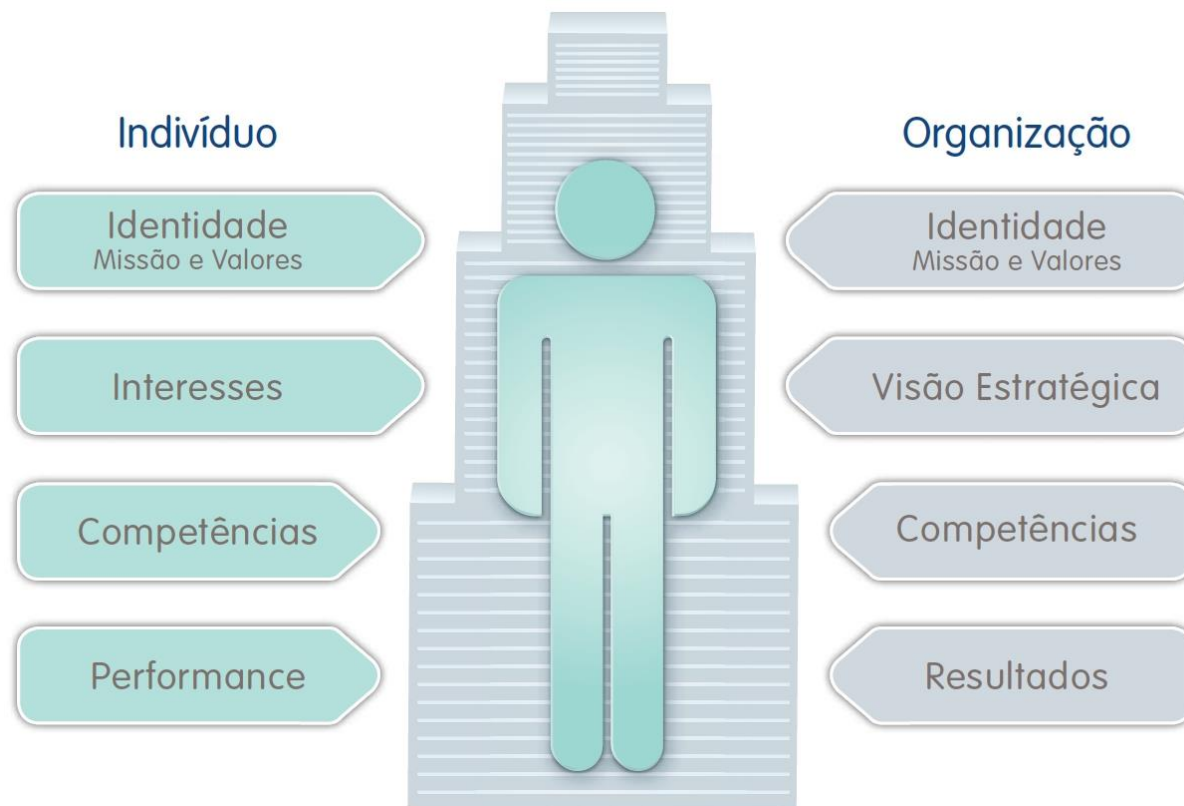 Indivíduo
Identidade
Missão e Valores
Interesses
Competências
Performance
Organização
Identidade
Missão e Valores
Visão Estratégica
Competências
Resultados